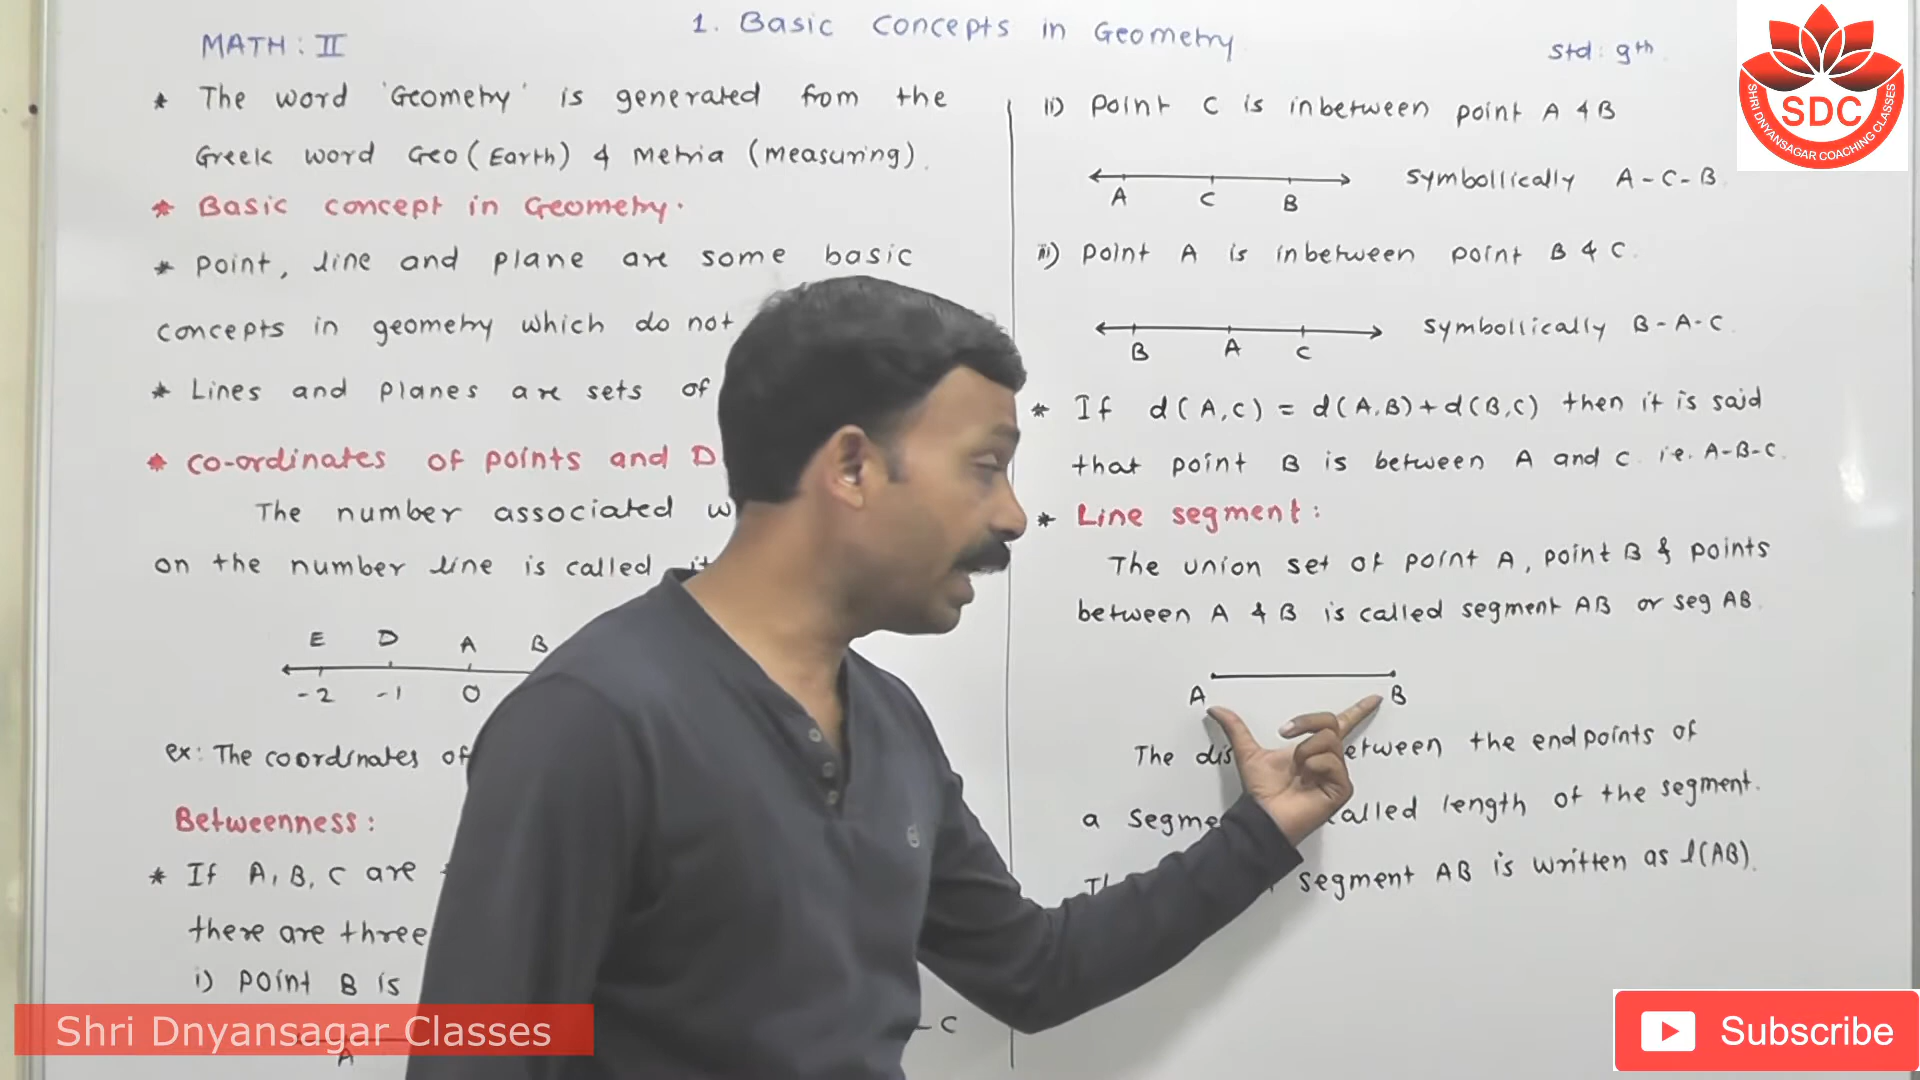 1. Basic Concepts in Geometry
MATH : II
Std : 9th
* The word 'Geometry' is generated from the
Greek word Geo (Earth) & Metria (measuring).
* Basic concept in Geometry.
* Point, line and plane are some basic
concepts in geometry which do not
* Lines and planes are sets of
* Co-ordinates of points and D
The number associated w
on the number line is called it
E D A B
-2 -1 0
ex: The coordinates of
Betweenness :
* If A, B, C are
there are three
i) Point B is
- C
A
ii) Point C is inbetween point A & B
A C B
symbollically A - C - B
iii) Point A is inbetween point B & C.
B A C
symbollically B - A - C
* If d(A,C) = d(A,B)+d(B,C) then it is said
that point B is between A and C i.e. A-B-C.
* Line segment :
The union set of point A, point B & points
between A & B is called segment AB or seg AB
A B
The dis etween the endpoints of
a segme alled length of the segment.
segment AB is written as l(AB).
SDC
SHRI DNYANSAGAR COACHING CLASSES
Shri Dnyansagar Classes
Subscribe